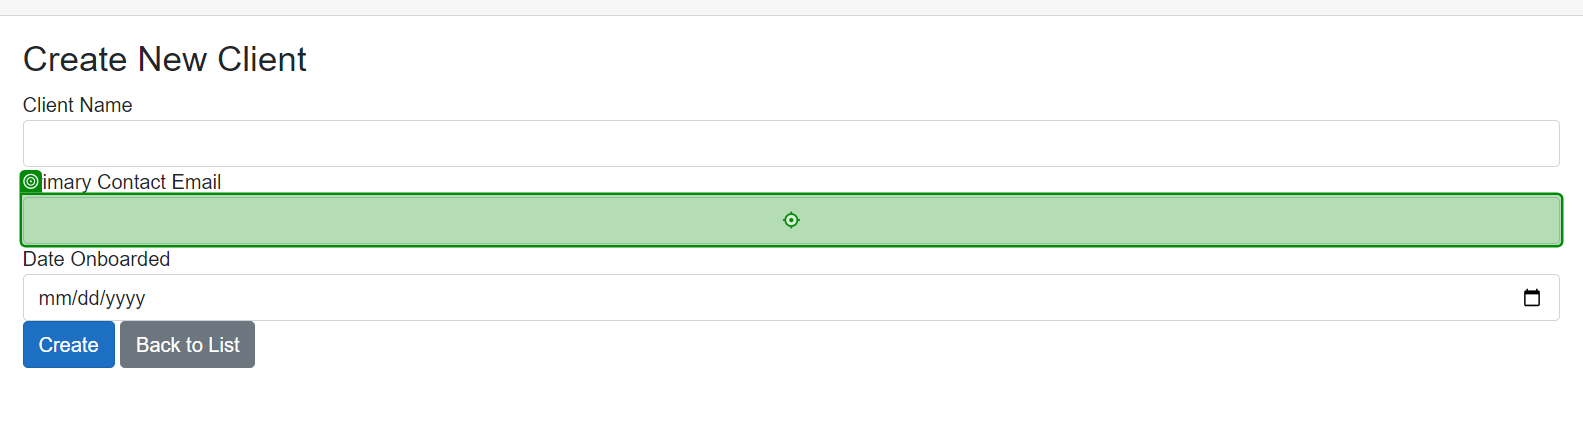 Create New Client
Client Name
imary Contact Email
Date Onboarded
mm/dd/yyyy
Create Back to List